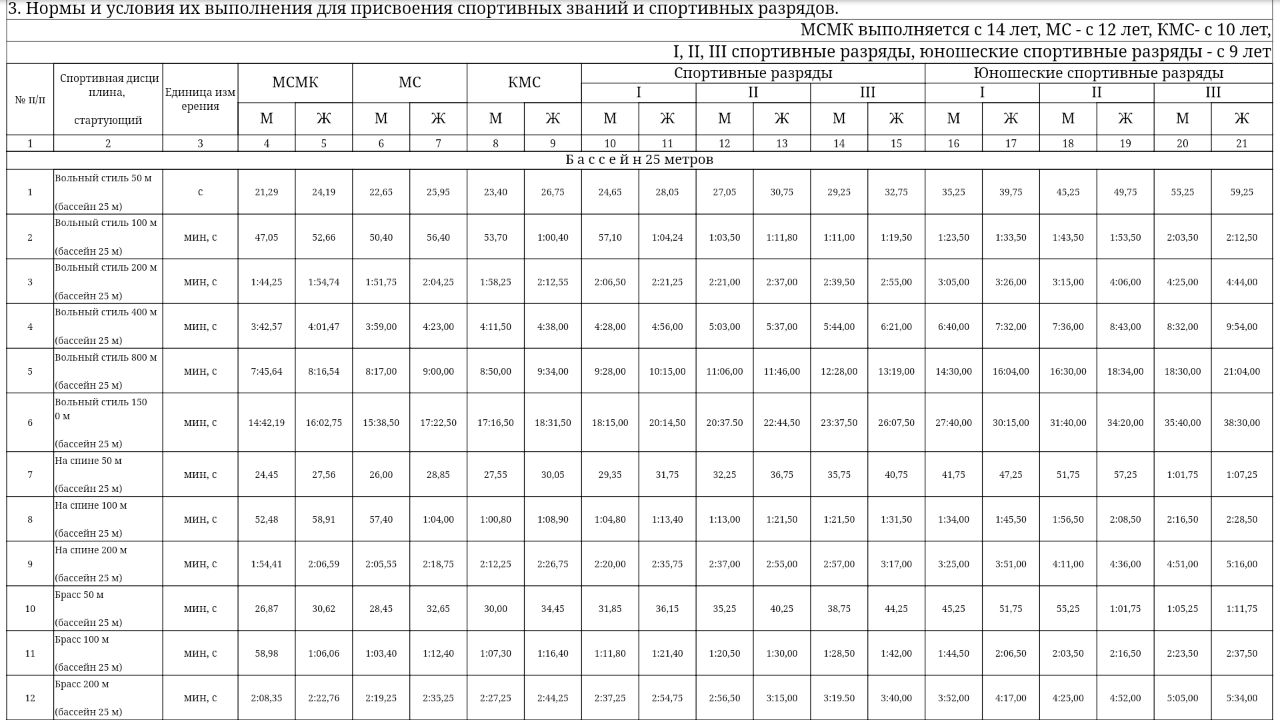 3. Нормы и условия их выполнения для присвоения спортивных званий и спортивных разрядов.
МСМК выполняется с 14 лет, МС - с 12 лет, КМС- с 10 лет,
I, II, III спортивные разряды, юношеские спортивные разряды - с 9 лет
№ п/п
Спортивная дисци
плина,
стартующий
Единица изм
ерения
МСМК МС КМС Спортивные разряды Юношеские спортивные разряды
I II III I II III
М Ж М Ж М Ж М Ж М Ж М Ж М Ж М Ж М Ж
1 2 3 4 5 6 7 8 9 10 11 12 13 14 15 16 17 18 19 20 21
Б а с с е й н 25 метров
Вольный стиль 50 м
1 с 21,29 24,19 22,65 25,95 23,40 26,75 24,65 28,05 27,05 30,75 29,25 32,75 35,25 39,75 45,25 49,75 55,25 59,25
(бассейн 25 м)
Вольный стиль 100 м
2 мин, с 47,05 52,66 50,40 56,40 53,70 1:00,40 57,10 1:04,24 1:03,50 1:11,80 1:11,00 1:19,50 1:23,50 1:33,50 1:43,50 1:53,50 2:03,50 2:12,50
(бассейн 25 м)
Вольный стиль 200 м
3 мин, с 1:44,25 1:54,74 1:51,75 2:04,25 1:58,25 2:12,55 2:06,50 2:21,25 2:21,00 2:37,00 2:39,50 2:55,00 3:05,00 3:26,00 3:15,00 4:06,00 4:25,00 4:44,00
(бассейн 25 м)
Вольный стиль 400 м
4 мин, с 3:42,57 4:01,47 3:59,00 4:23,00 4:11,50 4:38,00 4:28,00 4:56,00 5:03,00 5:37,00 5:44,00 6:21,00 6:40,00 7:32,00 7:36,00 8:43,00 8:32,00 9:54,00
(бассейн 25 м)
Вольный стиль 800 м
5 мин, с 7:45,64 8:16,54 8:17,00 9:00,00 8:50,00 9:34,00 9:28,00 10:15,00 11:06,00 11:46,00 12:28,00 13:19,00 14:30,00 16:04,00 16:30,00 18:34,00 18:30,00 21:04,00
(бассейн 25 м)
Вольный стиль 150
0 м
6 мин, с 14:42,19 16:02,75 15:38,50 17:22,50 17:16,50 18:31,50 18:15,00 20:14,50 20:37.50 22:44,50 23:37,50 26:07,50 27:40,00 30:15,00 31:40,00 34:20,00 35:40,00 38:30,00
(бассейн 25 м)
На спине 50 м
7 мин, с 24,45 27,56 26,00 28,85 27,55 30,05 29,35 31,75 32,25 36,75 35,75 40,75 41,75 47,25 51,75 57,25 1:01,75 1:07,25
(бассейн 25 м)
На спине 100 м
8 мин, с 52,48 58,91 57,40 1:04,00 1:00,80 1:08,90 1:04,80 1:13,40 1:13,00 1:21,50 1:21,50 1:31,50 1:34,00 1:45,50 1:56,50 2:08,50 2:16,50 2:28,50
(бассейн 25 м)
На спине 200 м
9 мин, с 1:54,41 2:06,59 2:05,55 2:18,75 2:12,25 2:26,75 2:20,00 2:35,75 2:37,00 2:55,00 2:57,00 3:17,00 3:25,00 3:51,00 4:11,00 4:36,00 4:51,00 5:16,00
(бассейн 25 м)
Брасс 50 м
10 мин, с 26,87 30,62 28,45 32,65 30,00 34,45 31,85 36,15 35,25 40,25 38,75 44,25 45,25 51,75 55,25 1:01,75 1:05,25 1:11,75
(бассейн 25 м)
Брасс 100 м
11 мин, с 58,98 1:06,06 1:03,40 1:12,40 1:07,30 1:16,40 1:11,80 1:21,40 1:20,50 1:30,00 1:28,50 1:42,00 1:44,50 2:06,50 2:03,50 2:16,50 2:23,50 2:37,50
(бассейн 25 м)
Брасс 200 м
12 мин, с 2:08,35 2:22,76 2:19,25 2:35,25 2:27,25 2:44,25 2:37,25 2:54,75 2:56,50 3:15,00 3:19.50 3:40,00 3:52,00 4:17,00 4:25,00 4:52,00 5:05,00 5:34,00
(бассейн 25 м)